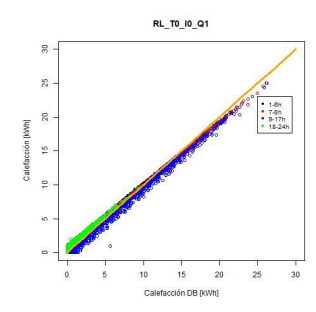 RL_T0_I0_Q1
Calefacción [kWh]
30
25
20
15
10
5
0
1-6h
7-8h
9-17h
18-24h
0 5 10 15 20 25 30
Calefacción DB [kWh]